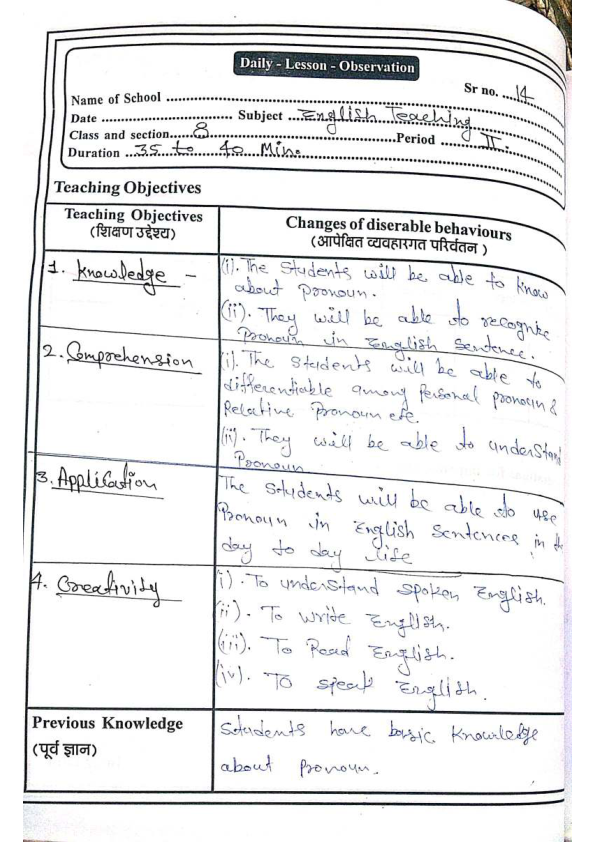 Daily - Lesson - Observation
Sr no. ...14
Name of School
Date ........ Subject ...English Teaching
Class and section......8......Period ....II.
Duration ...35 to 40 Min.
Teaching Objectives
Teaching Objectives
(शिक्षण उद्देश्य)
Changes of diserable behaviours
(आपेक्षित व्यवहारगत परिर्वतन )
1. Knowledge -
(i). The Students will be able to know
about pronoun.
(ii). They will be able to recognize
Pronoun in English Sentence.
2. Comprehension
(i). The students will be able to
differentiable among personal pronoun &
Relative Pronoun etc.
(ii). They will be able to understand
Pronoun
3. Application
The Students will be able to use
Pronoun in English Sentences in the
day to day life
4. Creativity
(i). To understand spoken English.
(ii). To write English.
(iii). To Read English.
(iv). To speak English.
Previous Knowledge
(पूर्व ज्ञान)
Students have basic Knowledge
about pronoun.